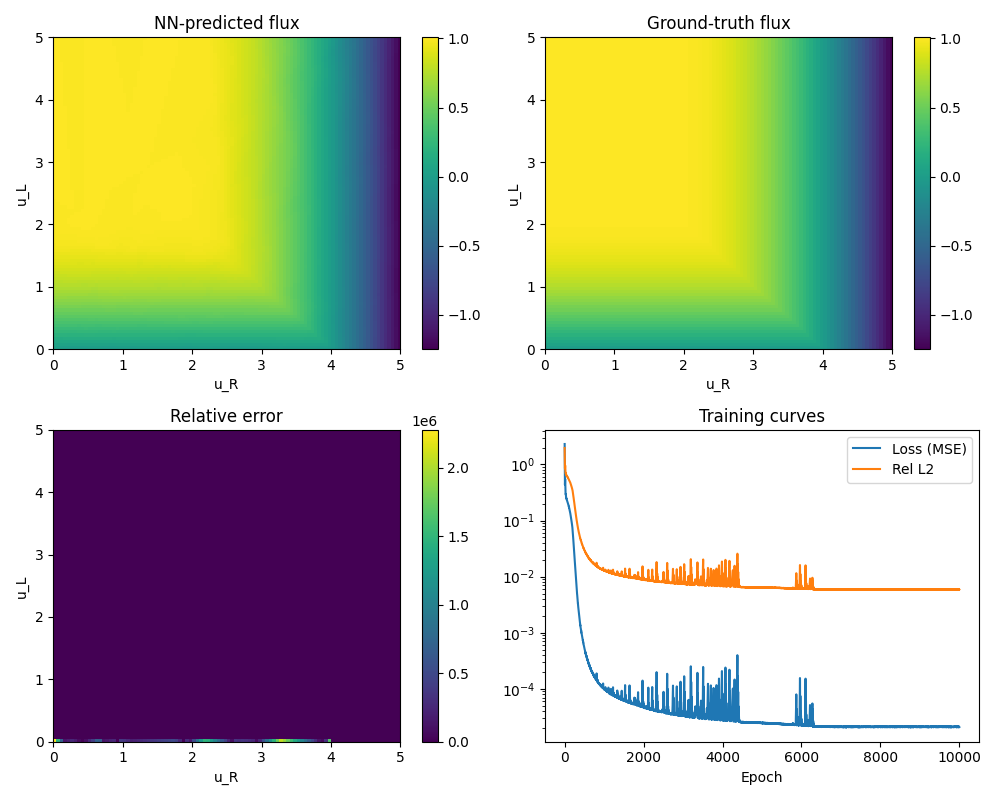 NN-predicted flux
5
4
3
2
1
0
u_L
0 1 2 3 4 5
u_R
1.0
0.5
0.0
−0.5
−1.0
Ground-truth flux
5
4
3
2
1
0
u_L
0 1 2 3 4 5
u_R
1.0
0.5
0.0
−0.5
−1.0
Relative error
5
4
3
2
1
0
u_L
0 1 2 3 4 5
u_R
1e6
2.0
1.5
1.0
0.5
0.0
Training curves
10⁰
10⁻¹
10⁻²
10⁻³
10⁻⁴
Loss (MSE)
Rel L2
0 2000 4000 6000 8000 10000
Epoch